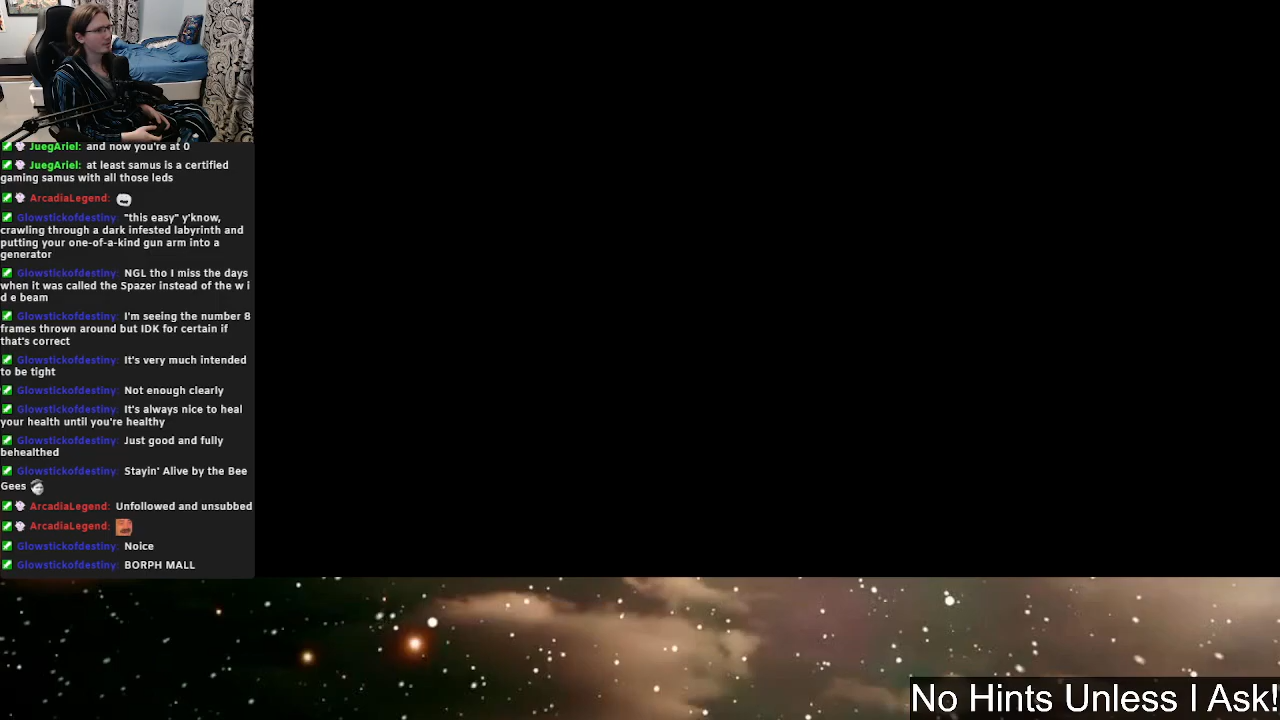 JuegAriel: and now you're at 0
JuegAriel: at least samus is a certified
gaming samus with all those leds
ArcadiaLegend:
Glowstickofdestiny: "this easy" y'know,
crawling through a dark infested labyrinth and
putting your one-of-a-kind gun arm into a
generator
Glowstickofdestiny: NGL tho I miss the days
when it was called the Spazer instead of the w i
d e beam
Glowstickofdestiny: I'm seeing the number 8
frames thrown around but IDK for certain if
that's correct
Glowstickofdestiny: It's very much intended
to be tight
Glowstickofdestiny: Not enough clearly
Glowstickofdestiny: It's always nice to heal
your health until you're healthy
Glowstickofdestiny: Just good and fully
behealthed
Glowstickofdestiny: Stayin' Alive by the Bee
Gees
ArcadiaLegend: Unfollowed and unsubbed
ArcadiaLegend:
Glowstickofdestiny: Noice
Glowstickofdestiny: BORPH MALL
No Hints Unless I Ask!